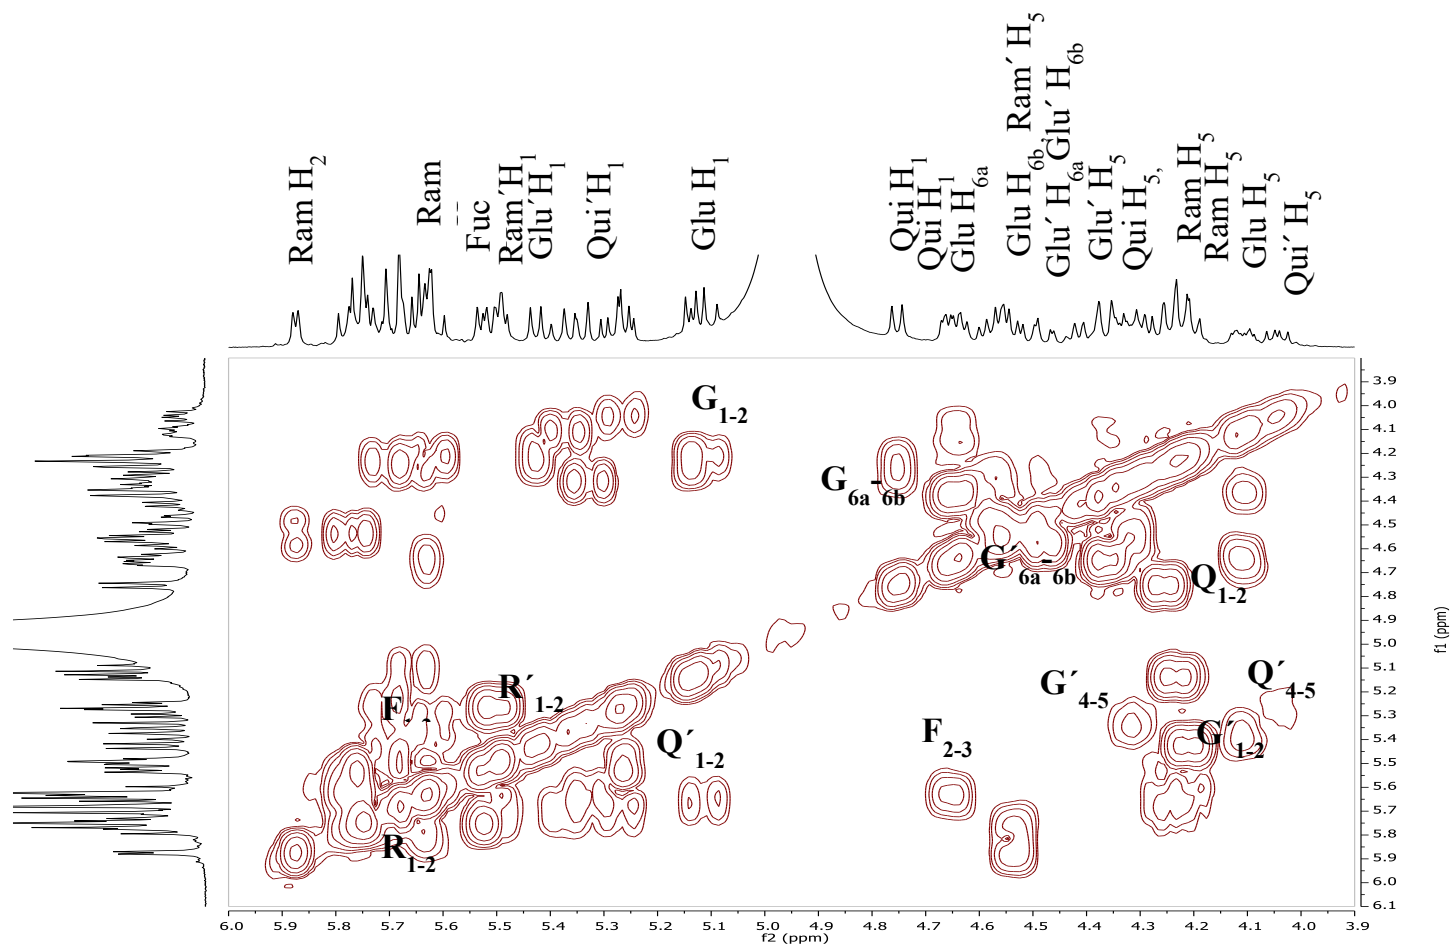 Ram H2
Ram
Fuc
Ram´H1
Glu´H1
Qui´H1
Glu H1
Qui H1
Qui H1
Glu H6a
Glu H6b, Ram´ H5
Glu´ H6a Glu´ H6b
Glu´ H5
Qui H5,
Ram H5
Ram H5
Glu H5
Qui´ H5
G1-2
G6a-6b
G´6a-6b
Q1-2
R´1-2
F
Q´1-2
F2-3
G´4-5
Q´4-5
G´1-2
R1-2
3.9
4.0
4.1
4.2
4.3
4.4
4.5
4.6
4.7
4.8
4.9
5.0
5.1
5.2
5.3
5.4
5.5
5.6
5.7
5.8
5.9
6.0
6.1
f1 (ppm)
6.0 5.9 5.8 5.7 5.6 5.5 5.4 5.3 5.2 5.1 5.0 4.9 4.8 4.7 4.6 4.5 4.4 4.3 4.2 4.1 4.0 3.9
f2 (ppm)